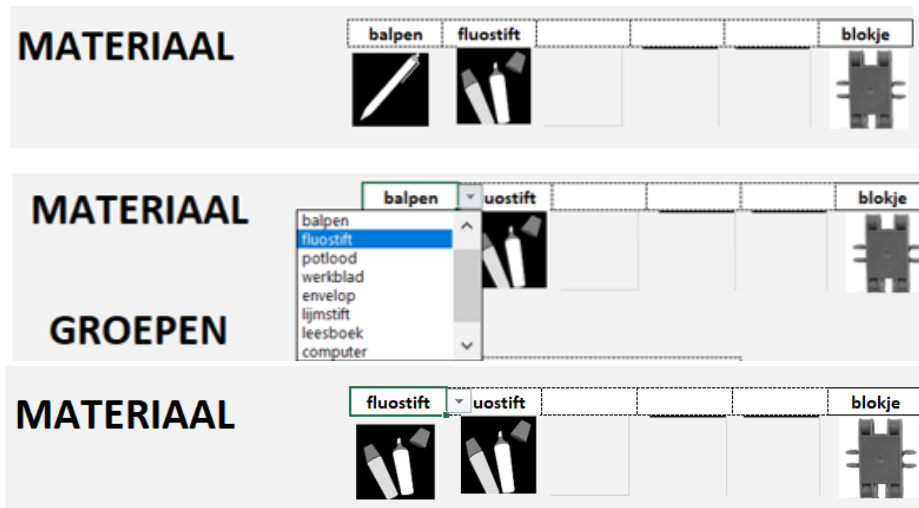 MATERIAAL
balpen fluostift blokje
MATERIAAL
balpen uostift blokje
balpen
fluostift
potlood
werkblad
envelop
lijmstift
leesboek
computer
GROEPEN
MATERIAAL
fluostift uostift blokje